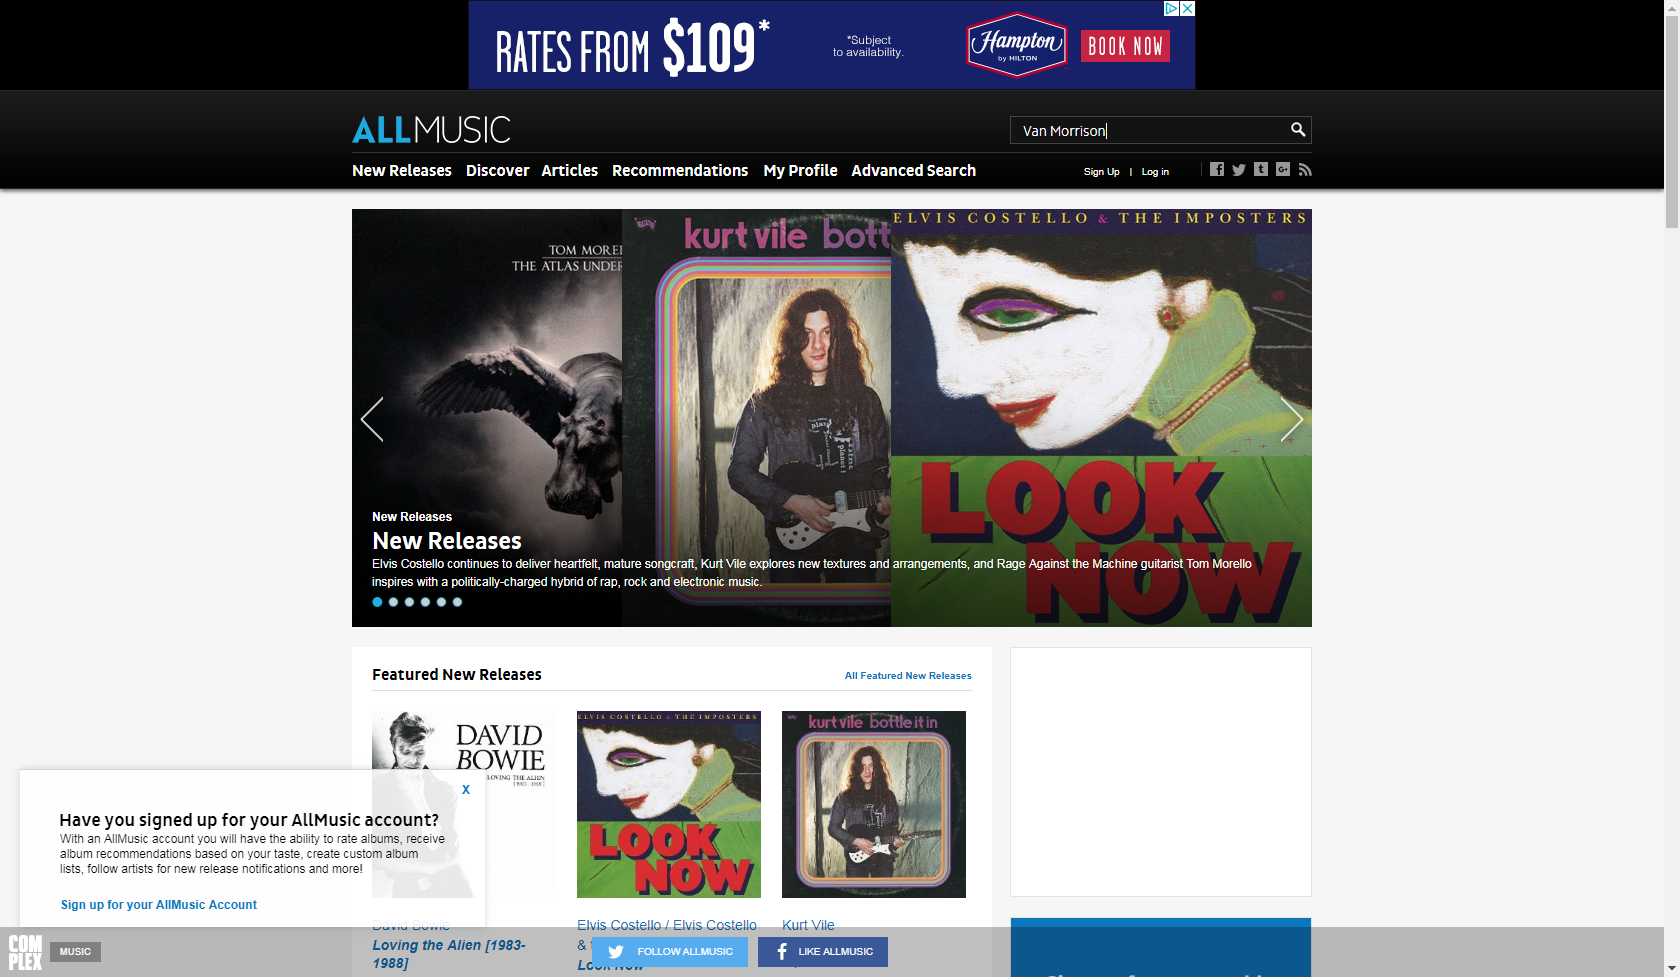 RATES FROM $109*
*Subject
to availability.
Hampton
by HILTON
BOOK NOW
ALLMUSIC
Van Morrison
New Releases Discover Articles Recommendations My Profile Advanced Search
Sign Up | Log in
TOM MORE
THE ATLAS UNDER
kurt vile bott
ELVIS COSTELLO & THE IMPOSTERS
LOOK
NOW
New Releases
New Releases
Elvis Costello continues to deliver heartfelt, mature songcraft, Kurt Vile explores new textures and arrangements, and Rage Against the Machine guitarist Tom Morello
inspires with a politically-charged hybrid of rap, rock and electronic music.
Featured New Releases
All Featured New Releases
DAVID
BOWIE
LOVING THE ALIEN
[1983-1988]
ELVIS COSTELLO & THE IMPOSTERS
LOOK
NOW
kurt vile bottle it in
X
Have you signed up for your AllMusic account?
With an AllMusic account you will have the ability to rate albums, receive
album recommendations based on your taste, create custom album
lists, follow artists for new release notifications and more!
Sign up for your AllMusic Account
David Bowie
Loving the Alien [1983-
1988]
Elvis Costello / Elvis Costello
&
Look Now
Kurt Vile
COMPLEX
MUSIC
FOLLOW ALLMUSIC
LIKE ALLMUSIC